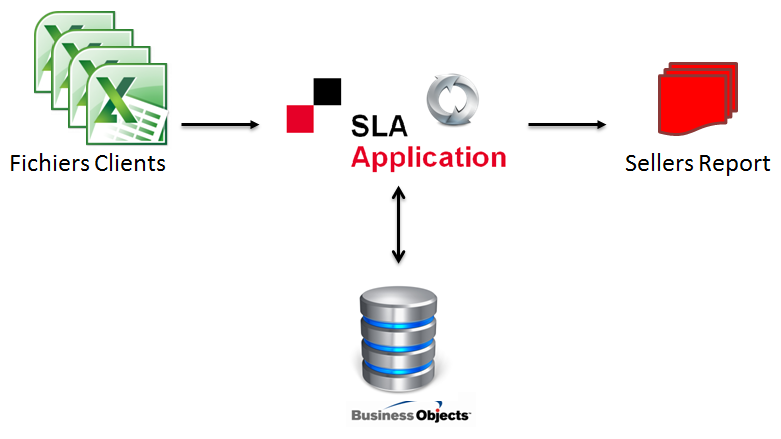 X
SLA
Application
Fichiers Clients
Sellers Report
Business Objects